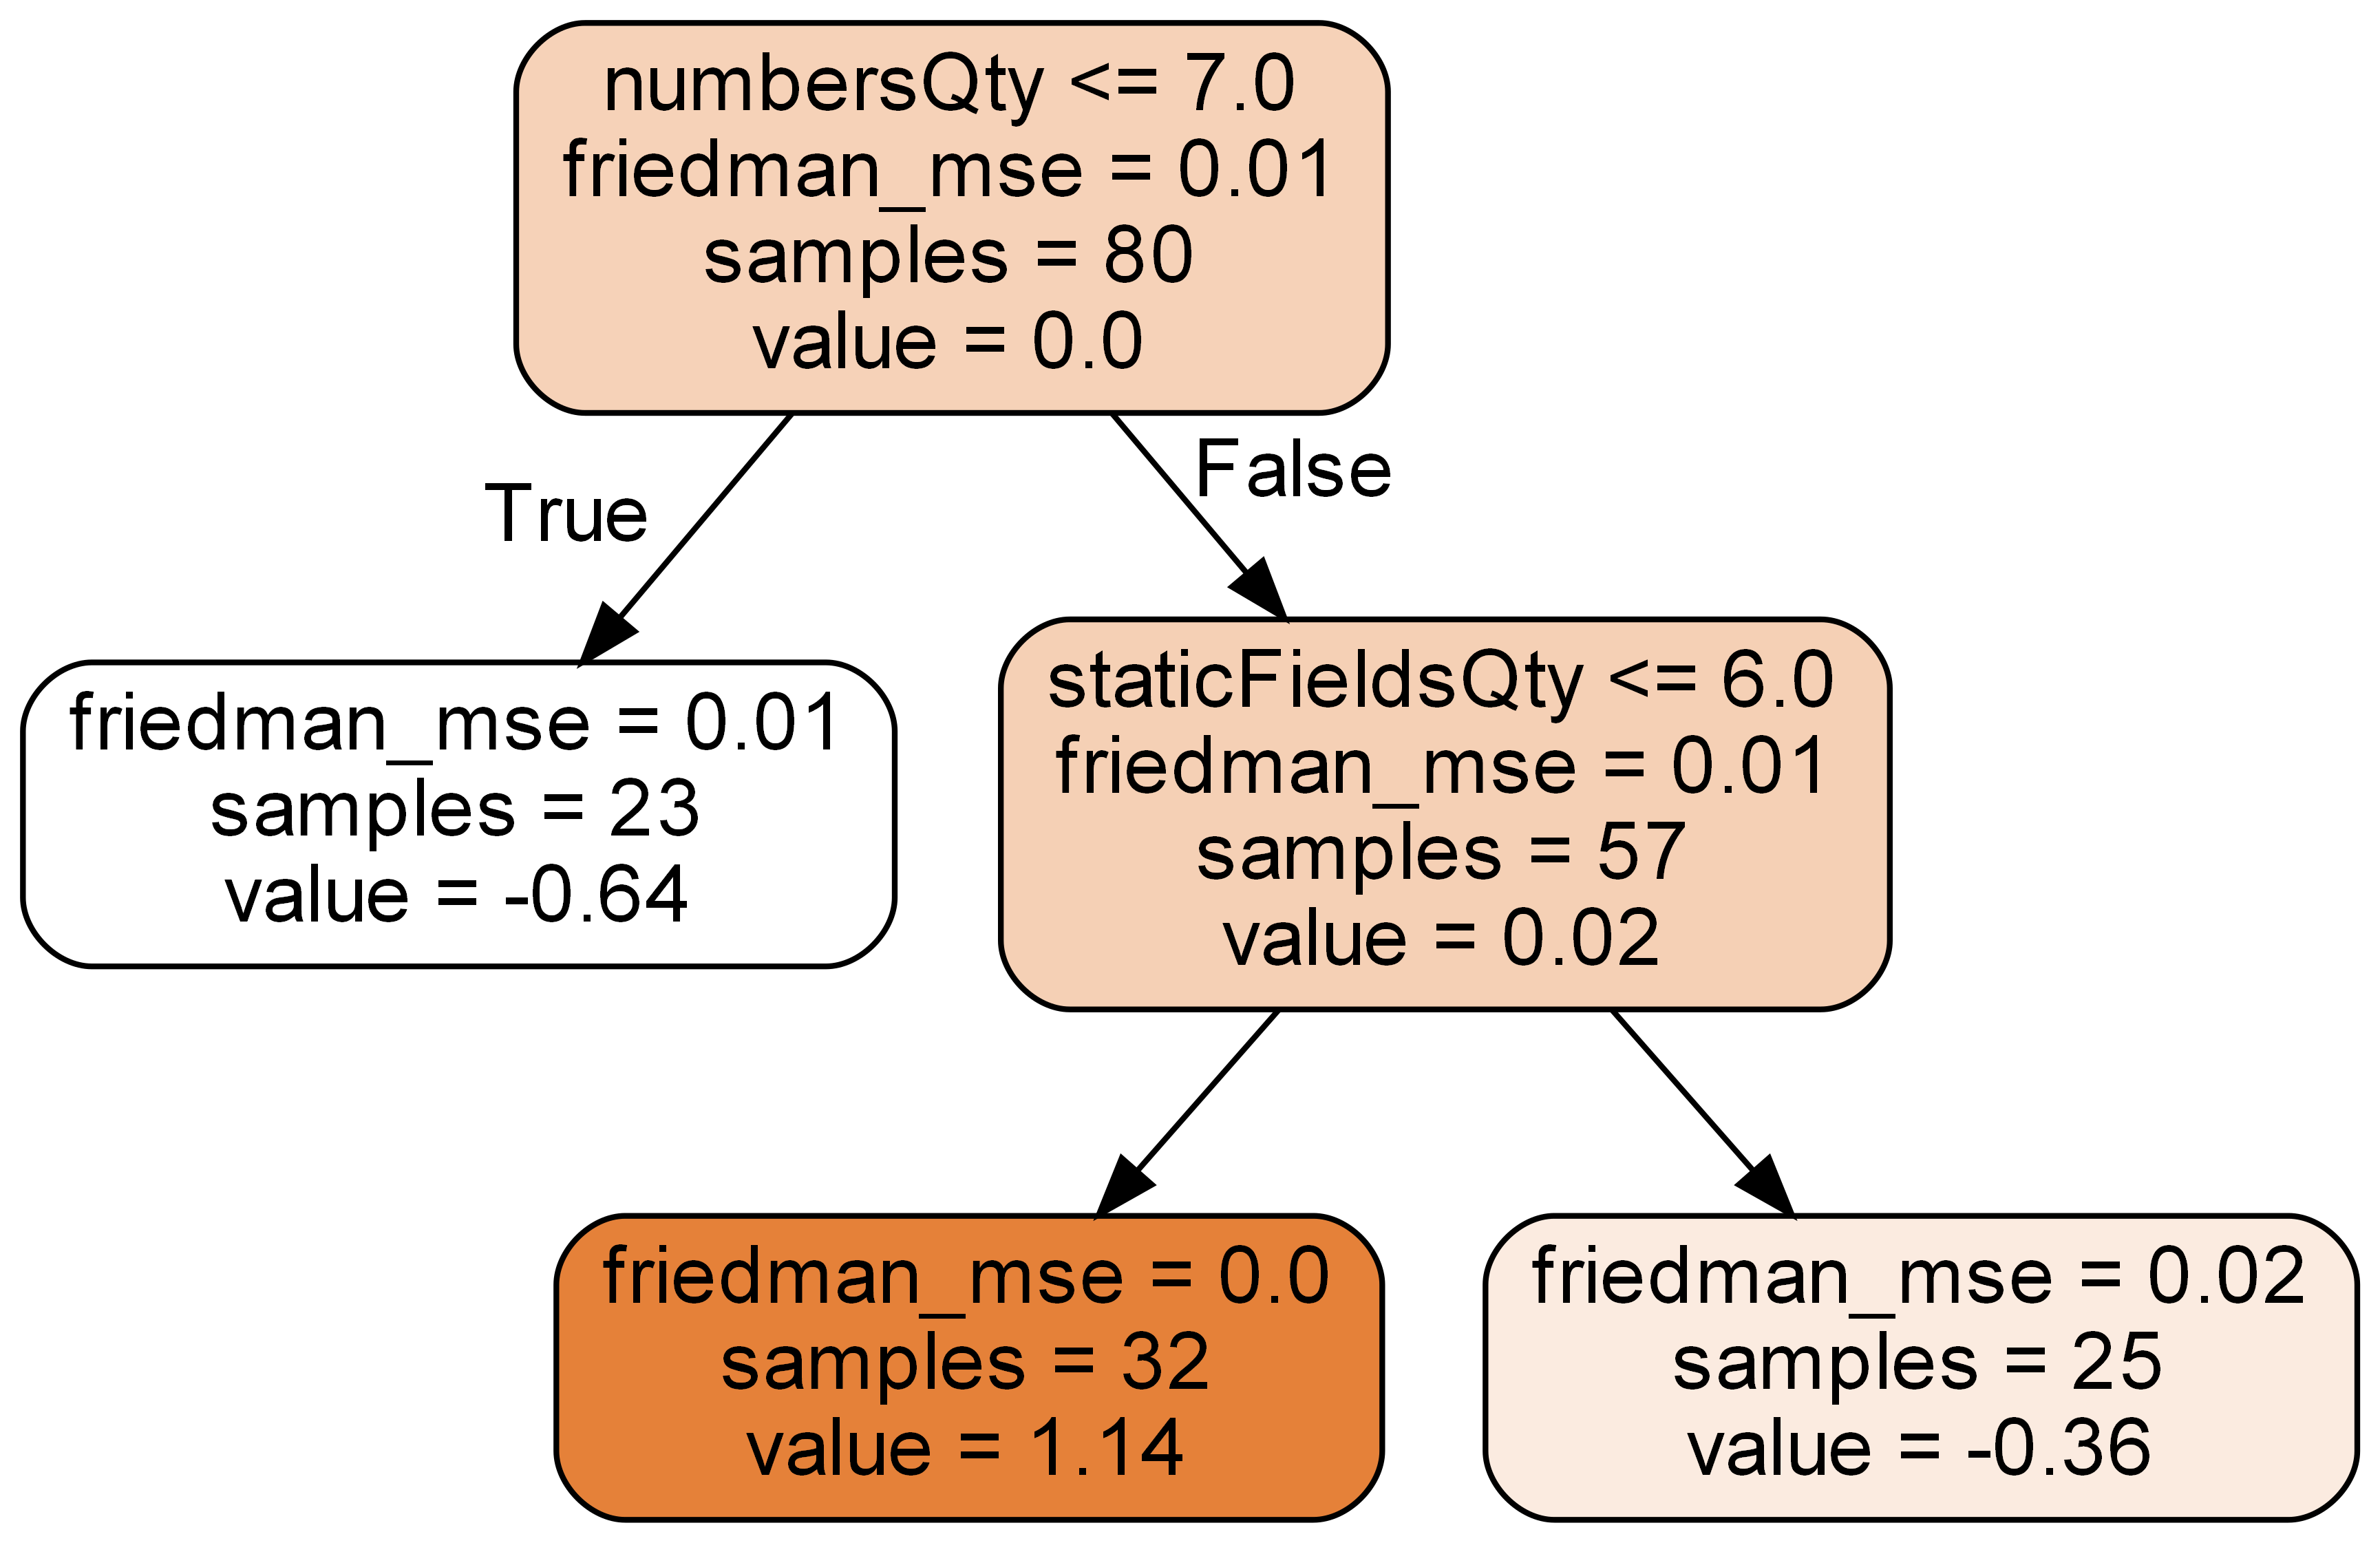 numbersQty <= 7.0
friedman_mse = 0.01
samples = 80
value = 0.0
True
False
friedman_mse = 0.01
samples = 23
value = -0.64
staticFieldsQty <= 6.0
friedman_mse = 0.01
samples = 57
value = 0.02
friedman_mse = 0.0
samples = 32
value = 1.14
friedman_mse = 0.02
samples = 25
value = -0.36